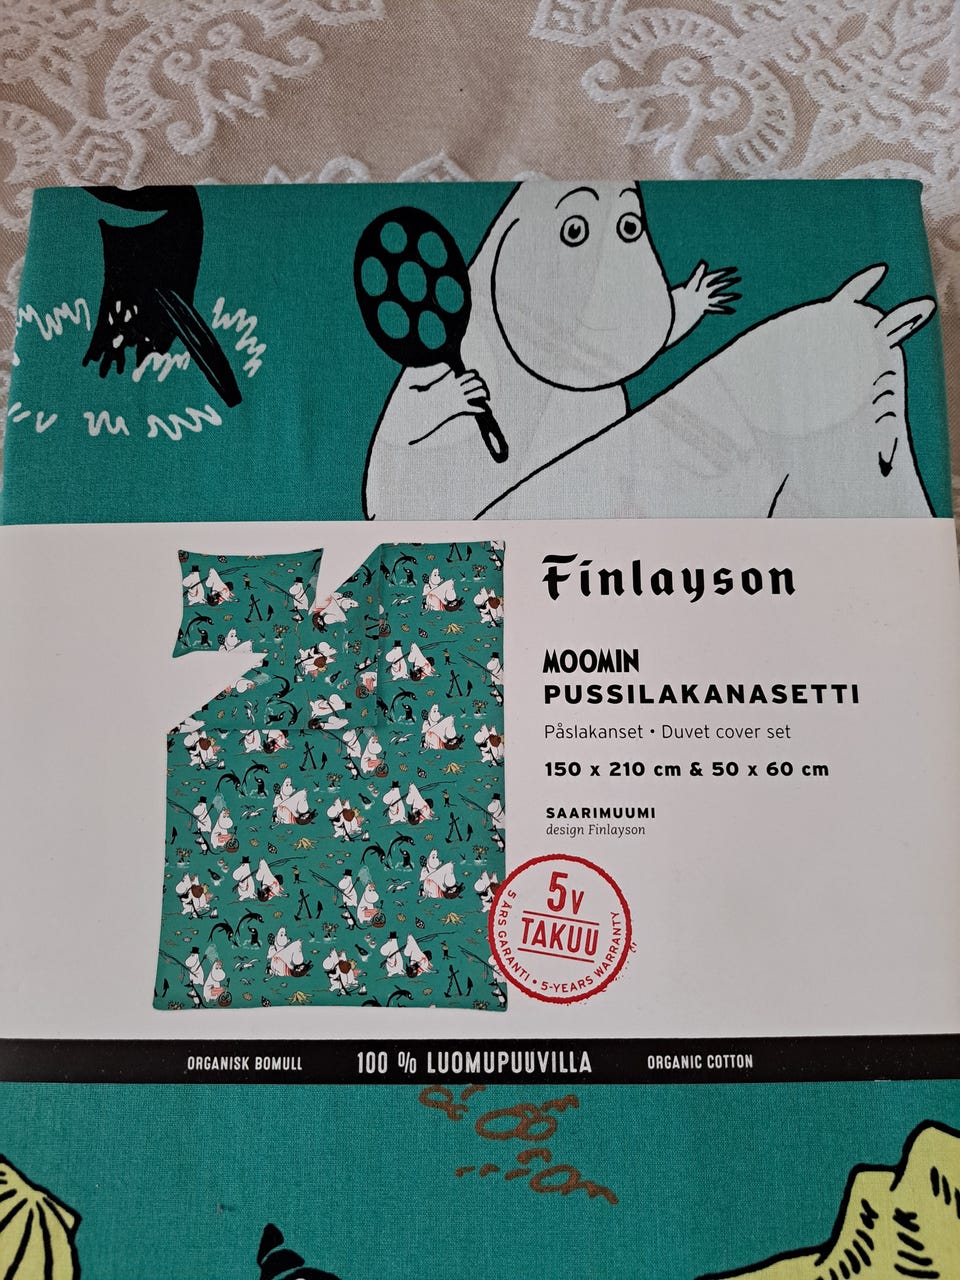 Finlayson
MOOMIN
PUSSILAKANASETTI
Påslakanset • Duvet cover set
150 x 210 cm & 50 x 60 cm
SAARIMUUMI
design Finlayson
5v
TAKUU
5 ÅRS GARANTI • 5-YEARS WARRANTY
ORGANISK BOMULL 100 % LUOMUPUUVILLA ORGANIC COTTON